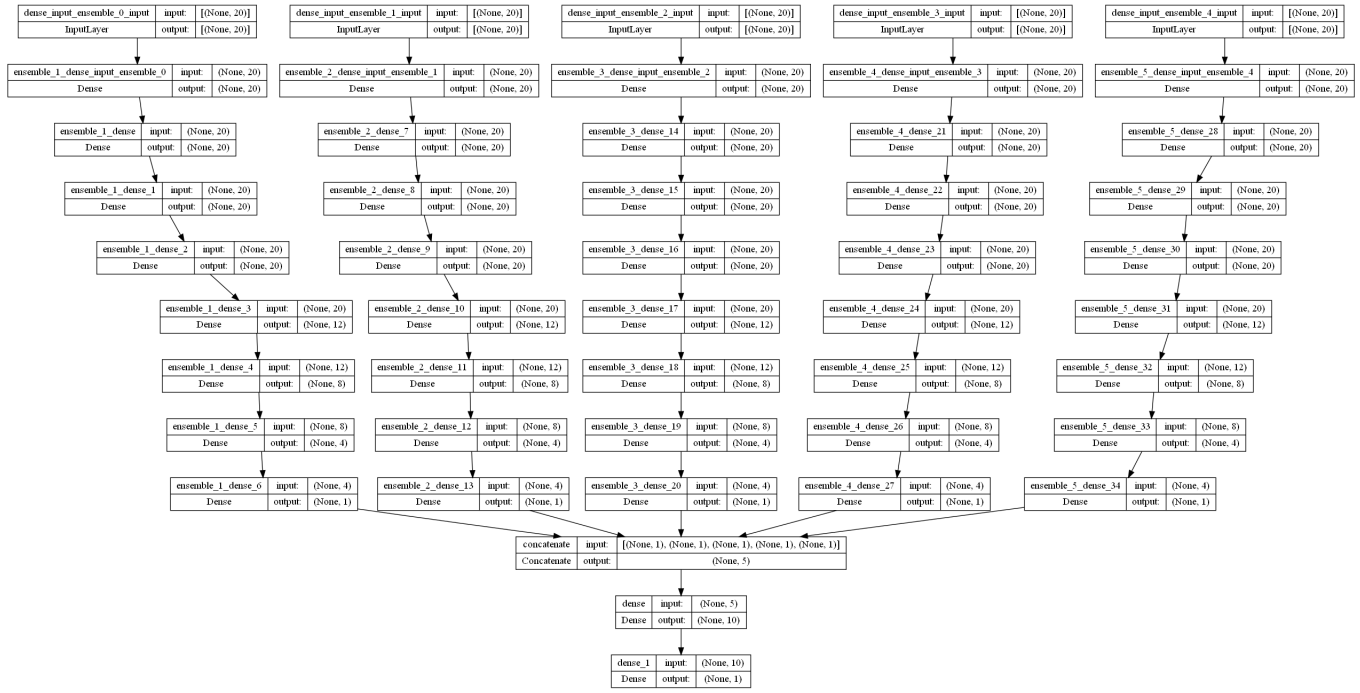 dense_input_ensemble_0_input input: [(None, 20)]
InputLayer output: [(None, 20)]
dense_input_ensemble_1_input input: [(None, 20)]
InputLayer output: [(None, 20)]
dense_input_ensemble_2_input input: [(None, 20)]
InputLayer output: [(None, 20)]
dense_input_ensemble_3_input input: [(None, 20)]
InputLayer output: [(None, 20)]
dense_input_ensemble_4_input input: [(None, 20)]
InputLayer output: [(None, 20)]
ensemble_1_dense_input_ensemble_0 input: (None, 20)
Dense output: (None, 20)
ensemble_2_dense_input_ensemble_1 input: (None, 20)
Dense output: (None, 20)
ensemble_3_dense_input_ensemble_2 input: (None, 20)
Dense output: (None, 20)
ensemble_4_dense_input_ensemble_3 input: (None, 20)
Dense output: (None, 20)
ensemble_5_dense_input_ensemble_4 input: (None, 20)
Dense output: (None, 20)
ensemble_1_dense input: (None, 20)
Dense output: (None, 20)
ensemble_2_dense_7 input: (None, 20)
Dense output: (None, 20)
ensemble_3_dense_14 input: (None, 20)
Dense output: (None, 20)
ensemble_4_dense_21 input: (None, 20)
Dense output: (None, 20)
ensemble_5_dense_28 input: (None, 20)
Dense output: (None, 20)
ensemble_1_dense_1 input: (None, 20)
Dense output: (None, 20)
ensemble_2_dense_8 input: (None, 20)
Dense output: (None, 20)
ensemble_3_dense_15 input: (None, 20)
Dense output: (None, 20)
ensemble_4_dense_22 input: (None, 20)
Dense output: (None, 20)
ensemble_5_dense_29 input: (None, 20)
Dense output: (None, 20)
ensemble_1_dense_2 input: (None, 20)
Dense output: (None, 20)
ensemble_2_dense_9 input: (None, 20)
Dense output: (None, 20)
ensemble_3_dense_16 input: (None, 20)
Dense output: (None, 20)
ensemble_4_dense_23 input: (None, 20)
Dense output: (None, 20)
ensemble_5_dense_30 input: (None, 20)
Dense output: (None, 20)
ensemble_1_dense_3 input: (None, 20)
Dense output: (None, 12)
ensemble_2_dense_10 input: (None, 20)
Dense output: (None, 12)
ensemble_3_dense_17 input: (None, 20)
Dense output: (None, 12)
ensemble_4_dense_24 input: (None, 20)
Dense output: (None, 12)
ensemble_5_dense_31 input: (None, 20)
Dense output: (None, 12)
ensemble_1_dense_4 input: (None, 12)
Dense output: (None, 8)
ensemble_2_dense_11 input: (None, 12)
Dense output: (None, 8)
ensemble_3_dense_18 input: (None, 12)
Dense output: (None, 8)
ensemble_4_dense_25 input: (None, 12)
Dense output: (None, 8)
ensemble_5_dense_32 input: (None, 12)
Dense output: (None, 8)
ensemble_1_dense_5 input: (None, 8)
Dense output: (None, 4)
ensemble_2_dense_12 input: (None, 8)
Dense output: (None, 4)
ensemble_3_dense_19 input: (None, 8)
Dense output: (None, 4)
ensemble_4_dense_26 input: (None, 8)
Dense output: (None, 4)
ensemble_5_dense_33 input: (None, 8)
Dense output: (None, 4)
ensemble_1_dense_6 input: (None, 4)
Dense output: (None, 1)
ensemble_2_dense_13 input: (None, 4)
Dense output: (None, 1)
ensemble_3_dense_20 input: (None, 4)
Dense output: (None, 1)
ensemble_4_dense_27 input: (None, 4)
Dense output: (None, 1)
ensemble_5_dense_34 input: (None, 4)
Dense output: (None, 1)
concatenate input: [(None, 1), (None, 1), (None, 1), (None, 1), (None, 1)]
Concatenate output: (None, 5)
dense input: (None, 5)
Dense output: (None, 10)
dense_1 input: (None, 10)
Dense output: (None, 1)